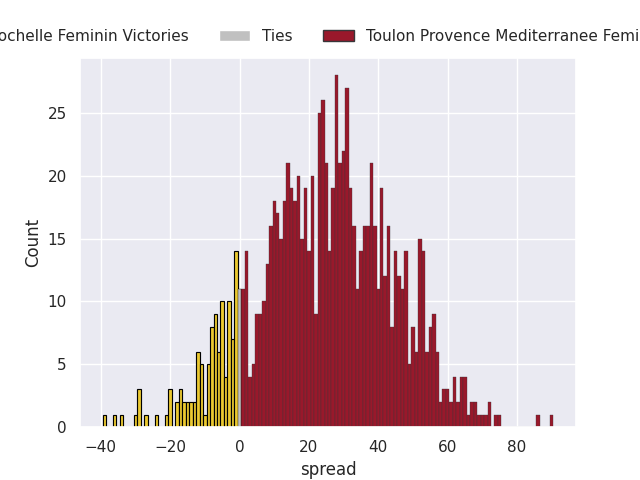 ochelle Feminin Victories Ties Toulon Provence Mediterranee Femi
25
20
15
10
5
0
Count
−40 −20 0 20 40 60 80
spread